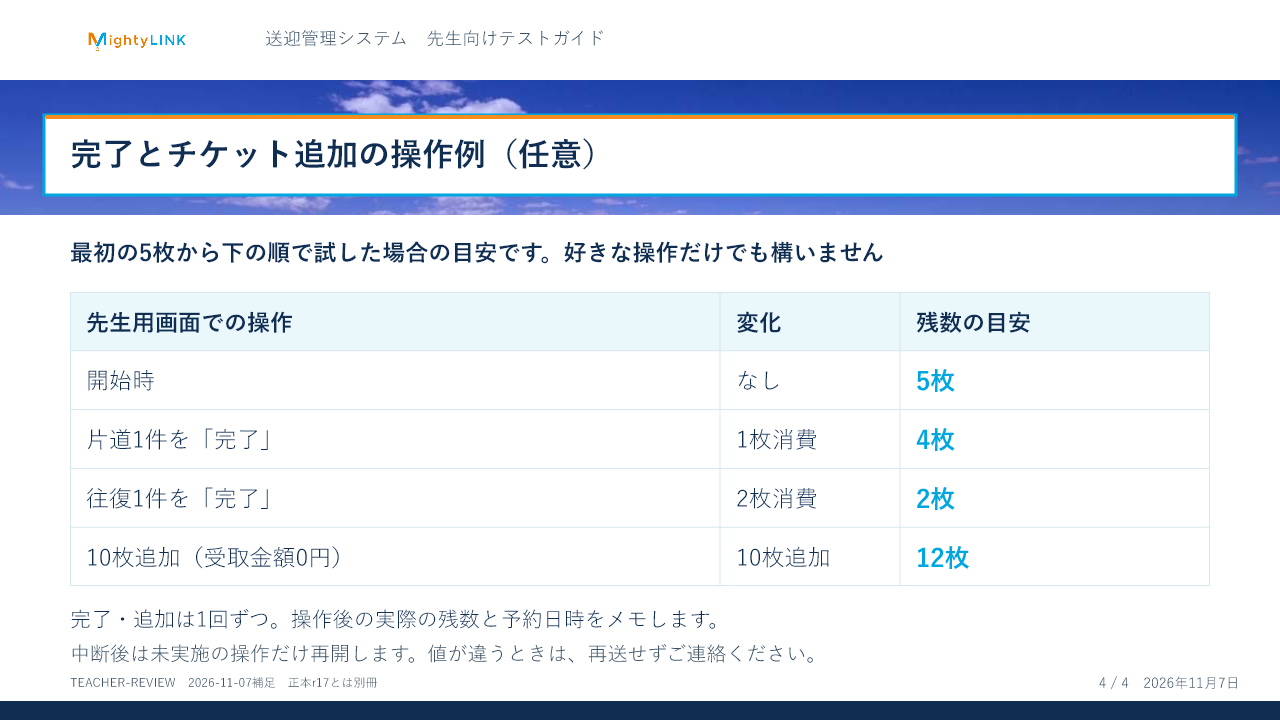 MightyLINK
送迎管理システム　先生向けテストガイド
完了とチケット追加の操作例（任意）
最初の5枚から下の順で試した場合の目安です。好きな操作だけでも構いません
先生用画面での操作　変化　残数の目安
開始時　なし　5枚
片道1件を「完了」　1枚消費　4枚
往復1件を「完了」　2枚消費　2枚
10枚追加（受取金額0円）　10枚追加　12枚
完了・追加は1回ずつ。操作後の実際の残数と予約日時をメモします。
中断後は未実施の操作だけ再開します。値が違うときは、再送せずご連絡ください。
TEACHER-REVIEW　2026-11-07補足　正本r17とは別冊
4 / 4　2026年11月7日